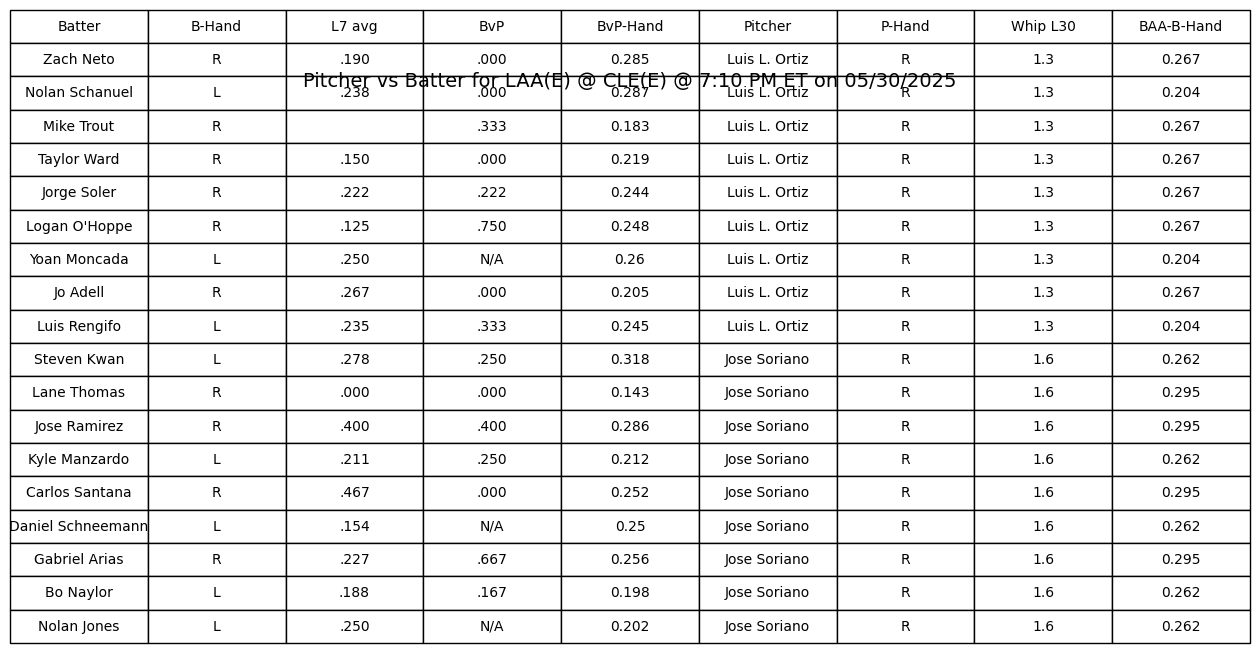 Batter B-Hand L7 avg BvP BvP-Hand Pitcher P-Hand Whip L30 BAA-B-Hand
Zach Neto R .190 .000 0.285 Luis L. Ortiz R 1.3 0.267
Pitcher vs Batter for LAA(E) @ CLE(E) @ 7:10 PM ET on 05/30/2025
Nolan Schanuel L .238 .000 0.287 Luis L. Ortiz R 1.3 0.204
Mike Trout R .333 0.183 Luis L. Ortiz R 1.3 0.267
Taylor Ward R .150 .000 0.219 Luis L. Ortiz R 1.3 0.267
Jorge Soler R .222 .222 0.244 Luis L. Ortiz R 1.3 0.267
Logan O'Hoppe R .125 .750 0.248 Luis L. Ortiz R 1.3 0.267
Yoan Moncada L .250 N/A 0.26 Luis L. Ortiz R 1.3 0.204
Jo Adell R .267 .000 0.205 Luis L. Ortiz R 1.3 0.267
Luis Rengifo L .235 .333 0.245 Luis L. Ortiz R 1.3 0.204
Steven Kwan L .278 .250 0.318 Jose Soriano R 1.6 0.262
Lane Thomas R .000 .000 0.143 Jose Soriano R 1.6 0.295
Jose Ramirez R .400 .400 0.286 Jose Soriano R 1.6 0.295
Kyle Manzardo L .211 .250 0.212 Jose Soriano R 1.6 0.262
Carlos Santana R .467 .000 0.252 Jose Soriano R 1.6 0.295
Daniel Schneemann L .154 N/A 0.25 Jose Soriano R 1.6 0.262
Gabriel Arias R .227 .667 0.256 Jose Soriano R 1.6 0.295
Bo Naylor L .188 .167 0.198 Jose Soriano R 1.6 0.262
Nolan Jones L .250 N/A 0.202 Jose Soriano R 1.6 0.262